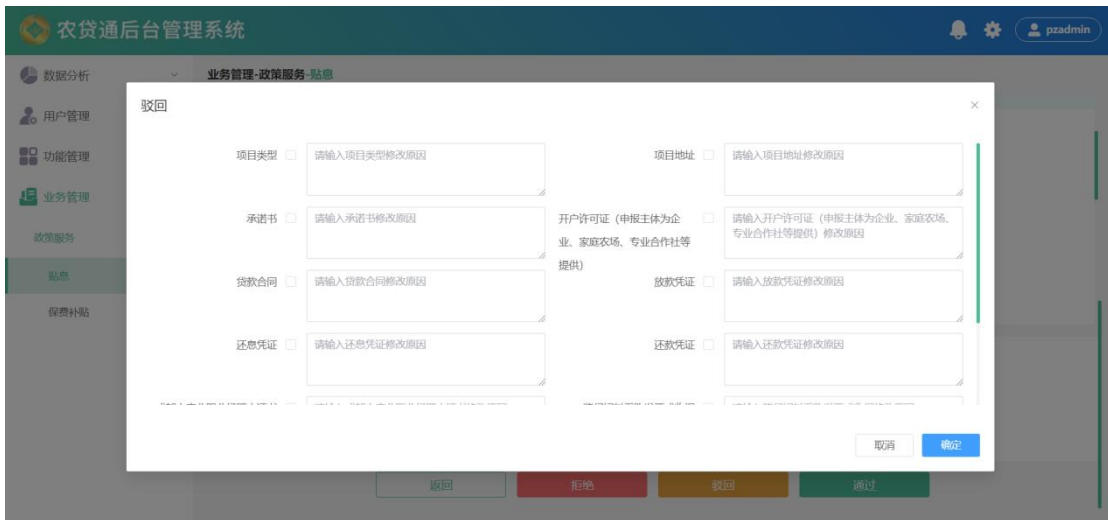 农贷通后台管理系统
pzadmin
数据分析
业务管理-政策服务-贴息
驳回
用户管理
功能管理
业务管理
政策服务
贴息
保费补贴
项目类型
请输入项目类型修改原因
项目地址
请输入项目地址修改原因
承诺书
请输入承诺书修改原因
开户许可证（申报主体为企
业、家庭农场、专业合作社等
提供）
请输入开户许可证（申报主体为企业、家庭农场、
专业合作社等提供）修改原因
贷款合同
请输入贷款合同修改原因
放款凭证
请输入放款凭证修改原因
还息凭证
请输入还息凭证修改原因
还款凭证
请输入还款凭证修改原因
取消
确定
返回
拒绝
驳回
通过